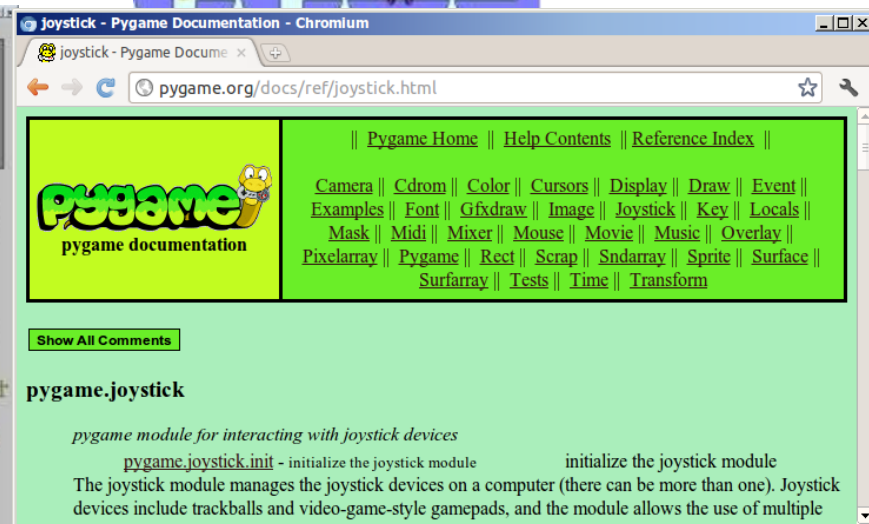 joystick - Pygame Documentation - Chromium
joystick - Pygame Docume
pygame.org/docs/ref/joystick.html
|| Pygame Home || Help Contents || Reference Index ||
Camera || Cdrom || Color || Cursors || Display || Draw || Event ||
Examples || Font || Gfxdraw || Image || Joystick || Key || Locals ||
Mask || Midi || Mixer || Mouse || Movie || Music || Overlay ||
Pixelarray || Pygame || Rect || Scrap || Sndarray || Sprite || Surface ||
Surfarray || Tests || Time || Transform
pygame
pygame documentation
Show All Comments
pygame.joystick
pygame module for interacting with joystick devices
pygame.joystick.init - initialize the joystick module initialize the joystick module
The joystick module manages the joystick devices on a computer (there can be more than one). Joystick
devices include trackballs and video-game-style gamepads, and the module allows the use of multiple